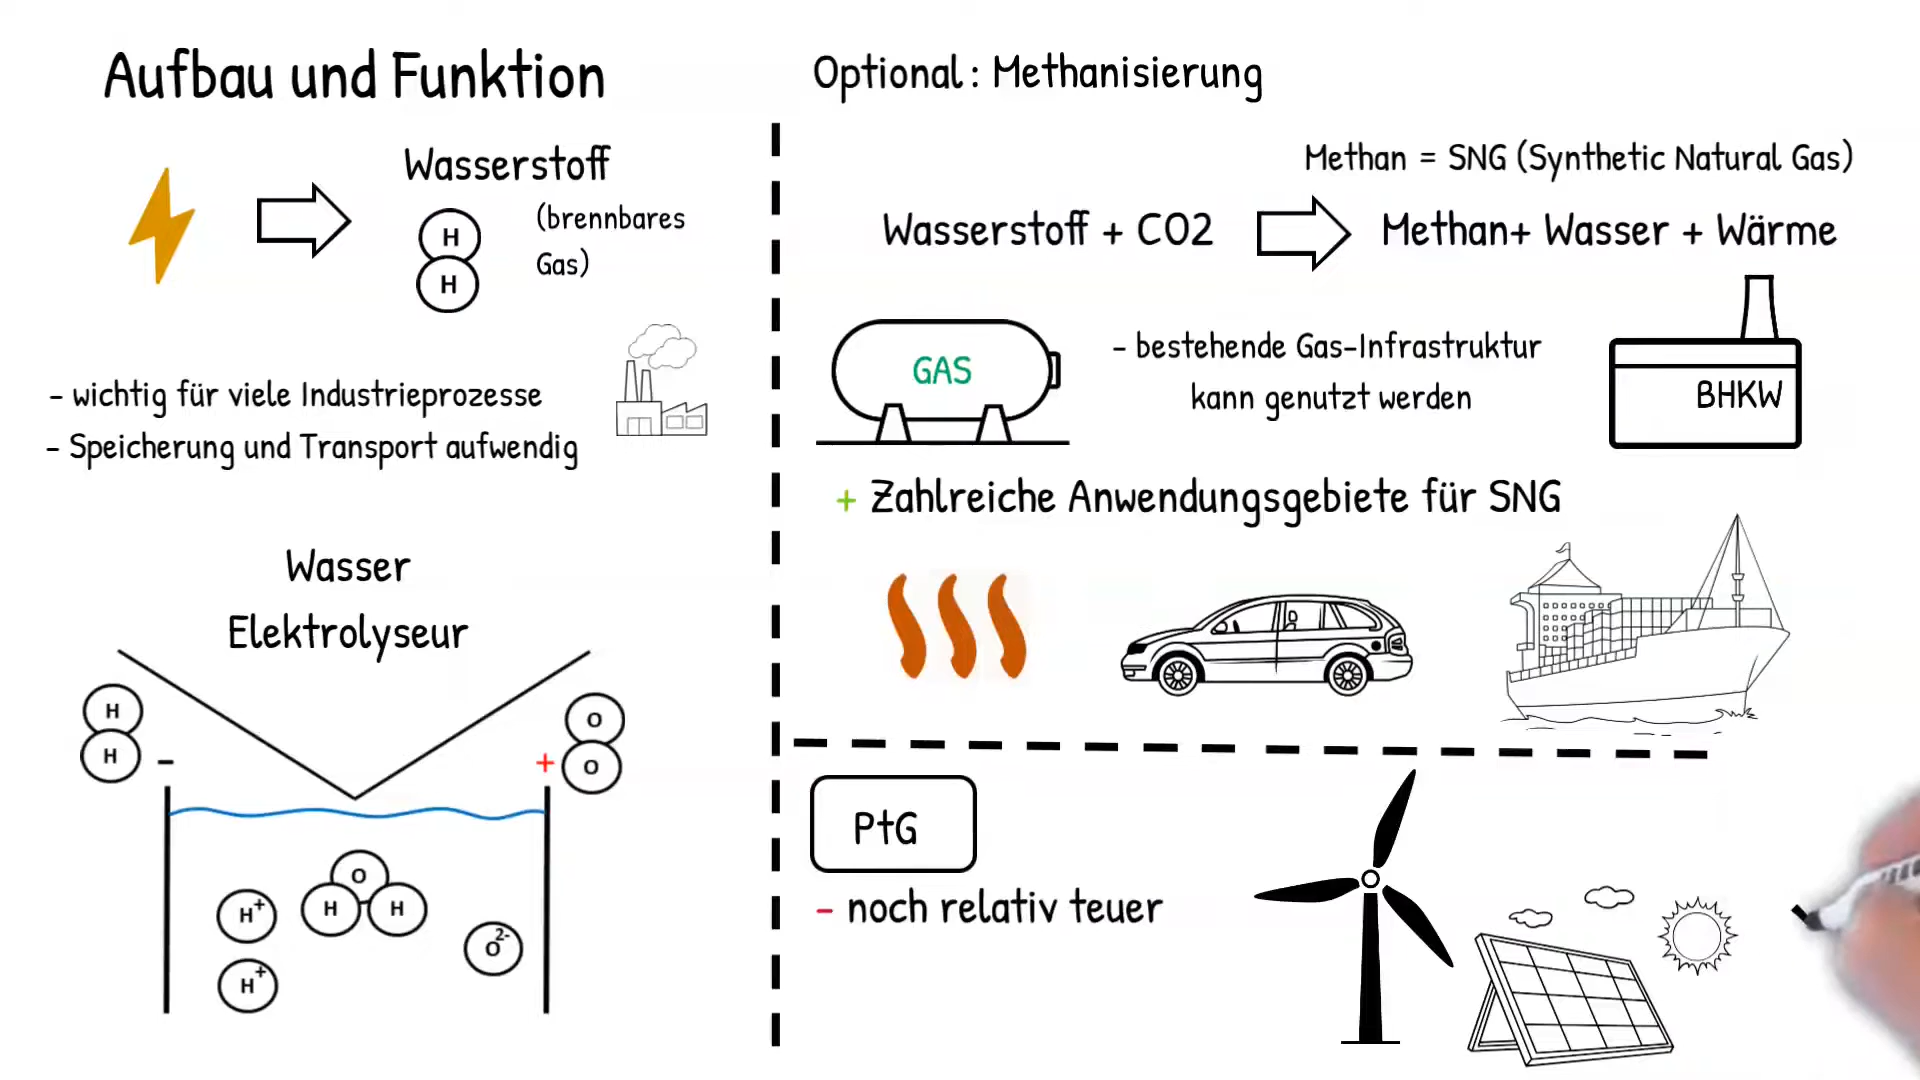 Aufbau und Funktion
Wasserstoff
(brennbares
Gas)
H
H
- wichtig für viele Industrieprozesse
- Speicherung und Transport aufwendig
Wasser
Elektrolyseur
H
H
-
+
O
O
O
H
H
H+
H+
O2-
Optional: Methanisierung
Methan = SNG (Synthetic Natural Gas)
Wasserstoff + CO2
Methan+ Wasser + Wärme
GAS
- bestehende Gas-Infrastruktur
kann genutzt werden
BHKW
+ Zahlreiche Anwendungsgebiete für SNG
PtG
- noch relativ teuer